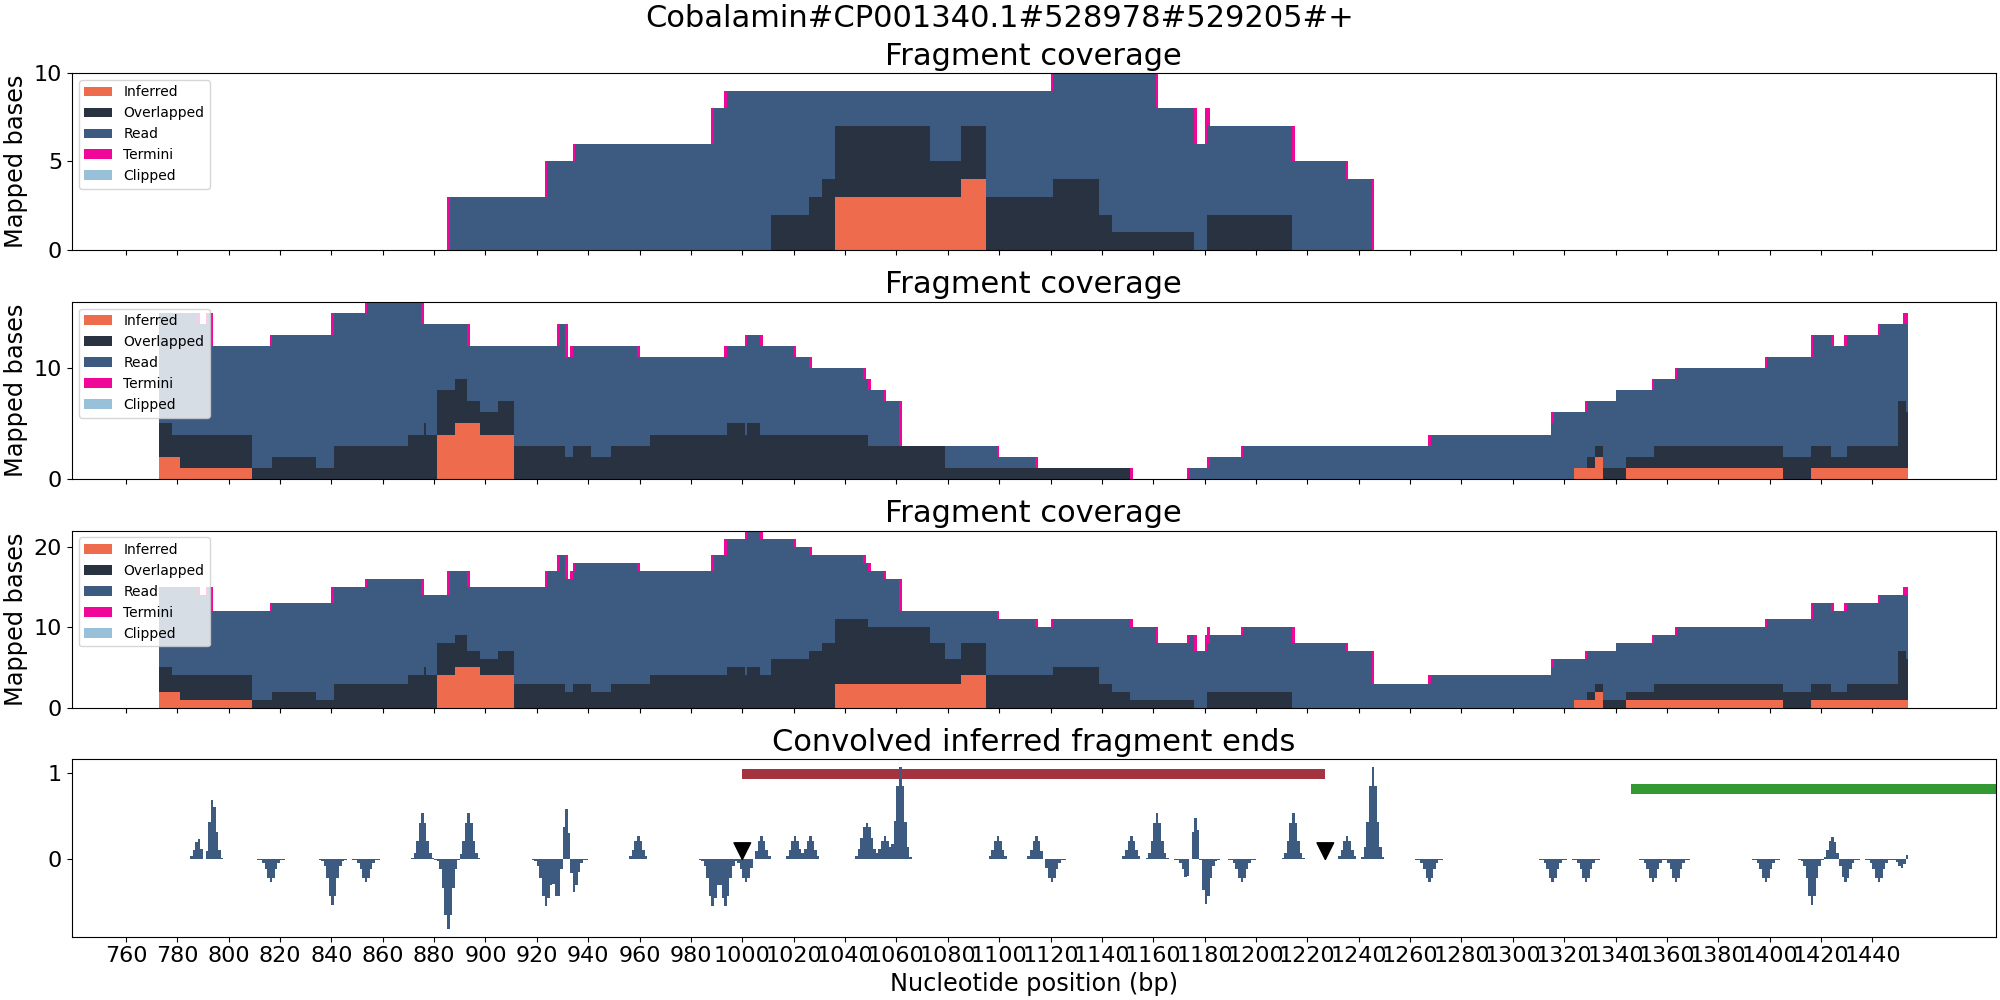 Cobalamin#CP001340.1#528978#529205#+
Fragment coverage
Mapped bases
10
5
0
Inferred
Overlapped
Read
Termini
Clipped
Fragment coverage
Mapped bases
10
0
Inferred
Overlapped
Read
Termini
Clipped
Fragment coverage
Mapped bases
20
10
0
Inferred
Overlapped
Read
Termini
Clipped
Convolved inferred fragment ends
1
0
760 780 800 820 840 860 880 900 920 940 960 980 1000 1020 1040 1060 1080 1100 1120 1140 1160 1180 1200 1220 1240 1260 1280 1300 1320 1340 1360 1380 1400 1420 1440
Nucleotide position (bp)